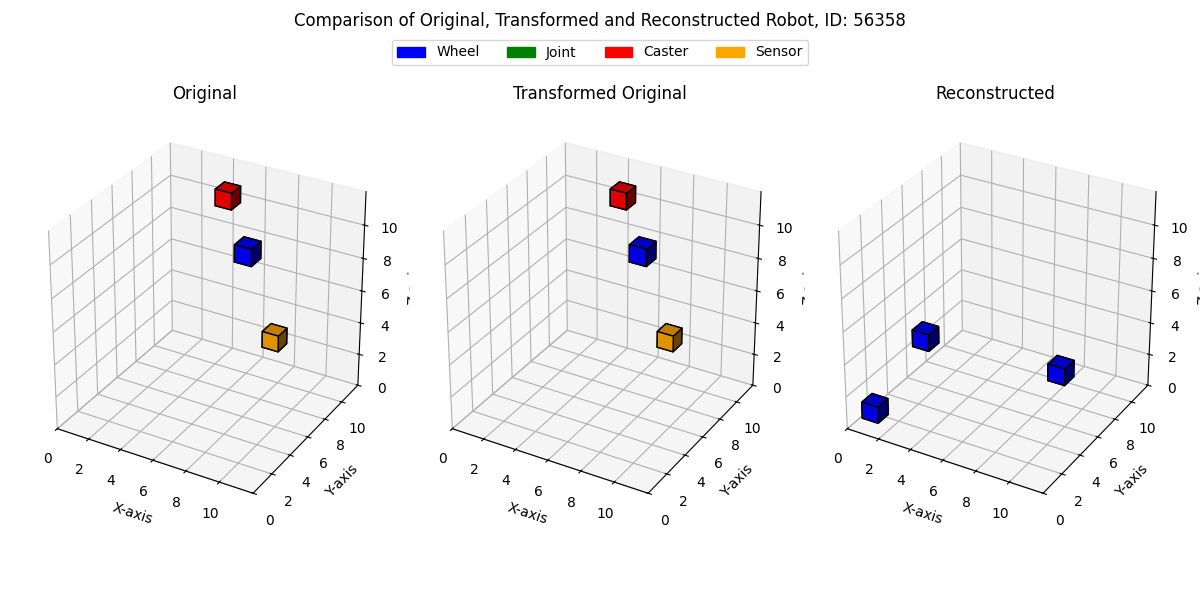 Comparison of Original, Transformed and Reconstructed Robot, ID: 56358
Wheel Joint Caster Sensor
Original
Transformed Original
Reconstructed
10
8
6
4
2
0
0 2 4 6 8 10
0 2 4 6 8 10
X-axis
Y-axis
10
8
6
4
2
0
0 2 4 6 8 10
0 2 4 6 8 10
X-axis
Y-axis
10
8
6
4
2
0
0 2 4 6 8 10
0 2 4 6 8 10
X-axis
Y-axis